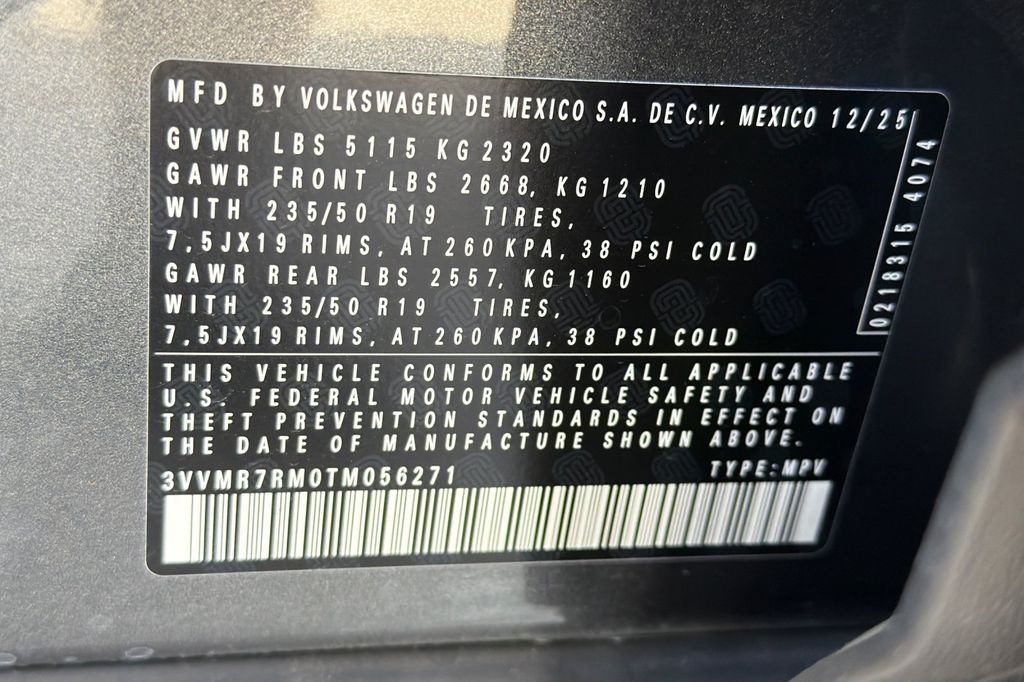 MFD BY VOLKSWAGEN DE MEXICO S.A. DE C.V. MEXICO 12/25
GVWR LBS 5115 KG 2320
GAWR FRONT LBS 2668, KG 1210
WITH 235/50 R19 TIRES,
7,5JX19 RIMS, AT 260 KPA, 38 PSI COLD
GAWR REAR LBS 2557, KG 1160
WITH 235/50 R19 TIRES,
7,5JX19 RIMS, AT 260 KPA, 38 PSI COLD
0218315 4074
THIS VEHICLE CONFORMS TO ALL APPLICABLE
U.S. FEDERAL MOTOR VEHICLE SAFETY AND
THEFT PREVENTION STANDARDS IN EFFECT ON
THE DATE OF MANUFACTURE SHOWN ABOVE.
3VVMR7RM0TM056271 TYPE:MPV